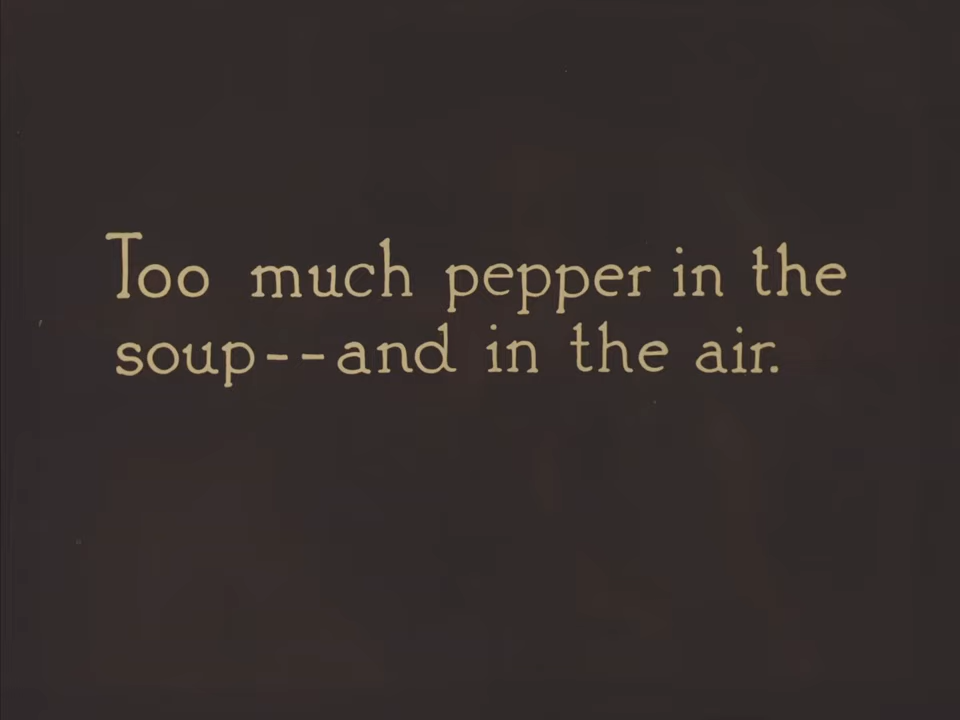 Too much pepper in the
soup--and in the air.